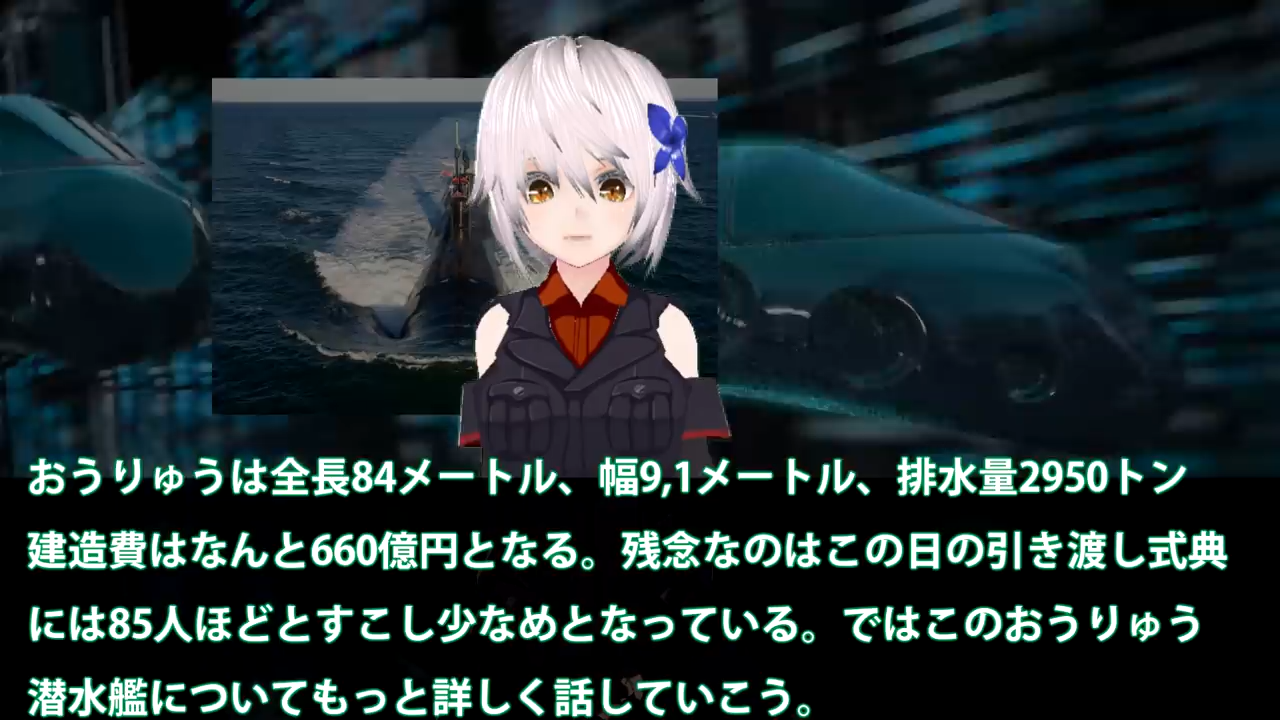 おうりゅうは全長84メートル、幅9,1メートル、排水量2950トン
建造費はなんと660億円となる。残念なのはこの日の引き渡し式典
には85人ほどとすこし少なめとなっている。ではこのおうりゅう
潜水艦についてもっと詳しく話していこう。